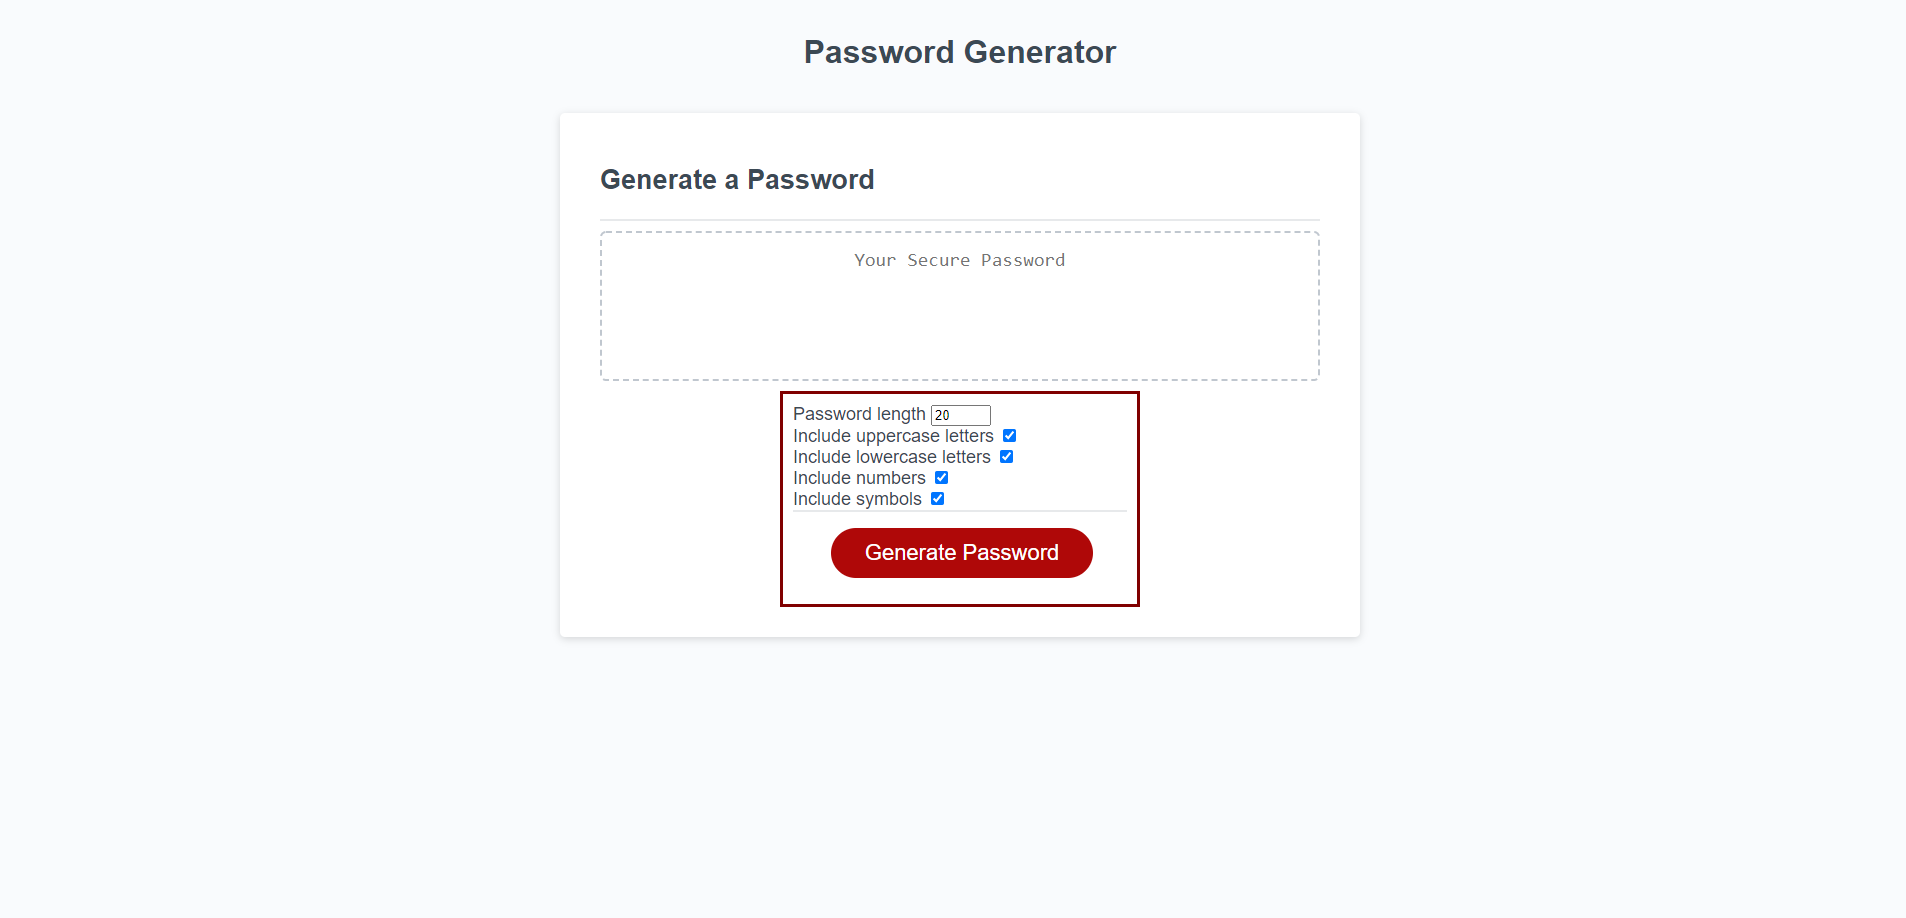 Password Generator
Generate a Password
Your Secure Password
Password length 20
Include uppercase letters
Include lowercase letters
Include numbers
Include symbols
Generate Password